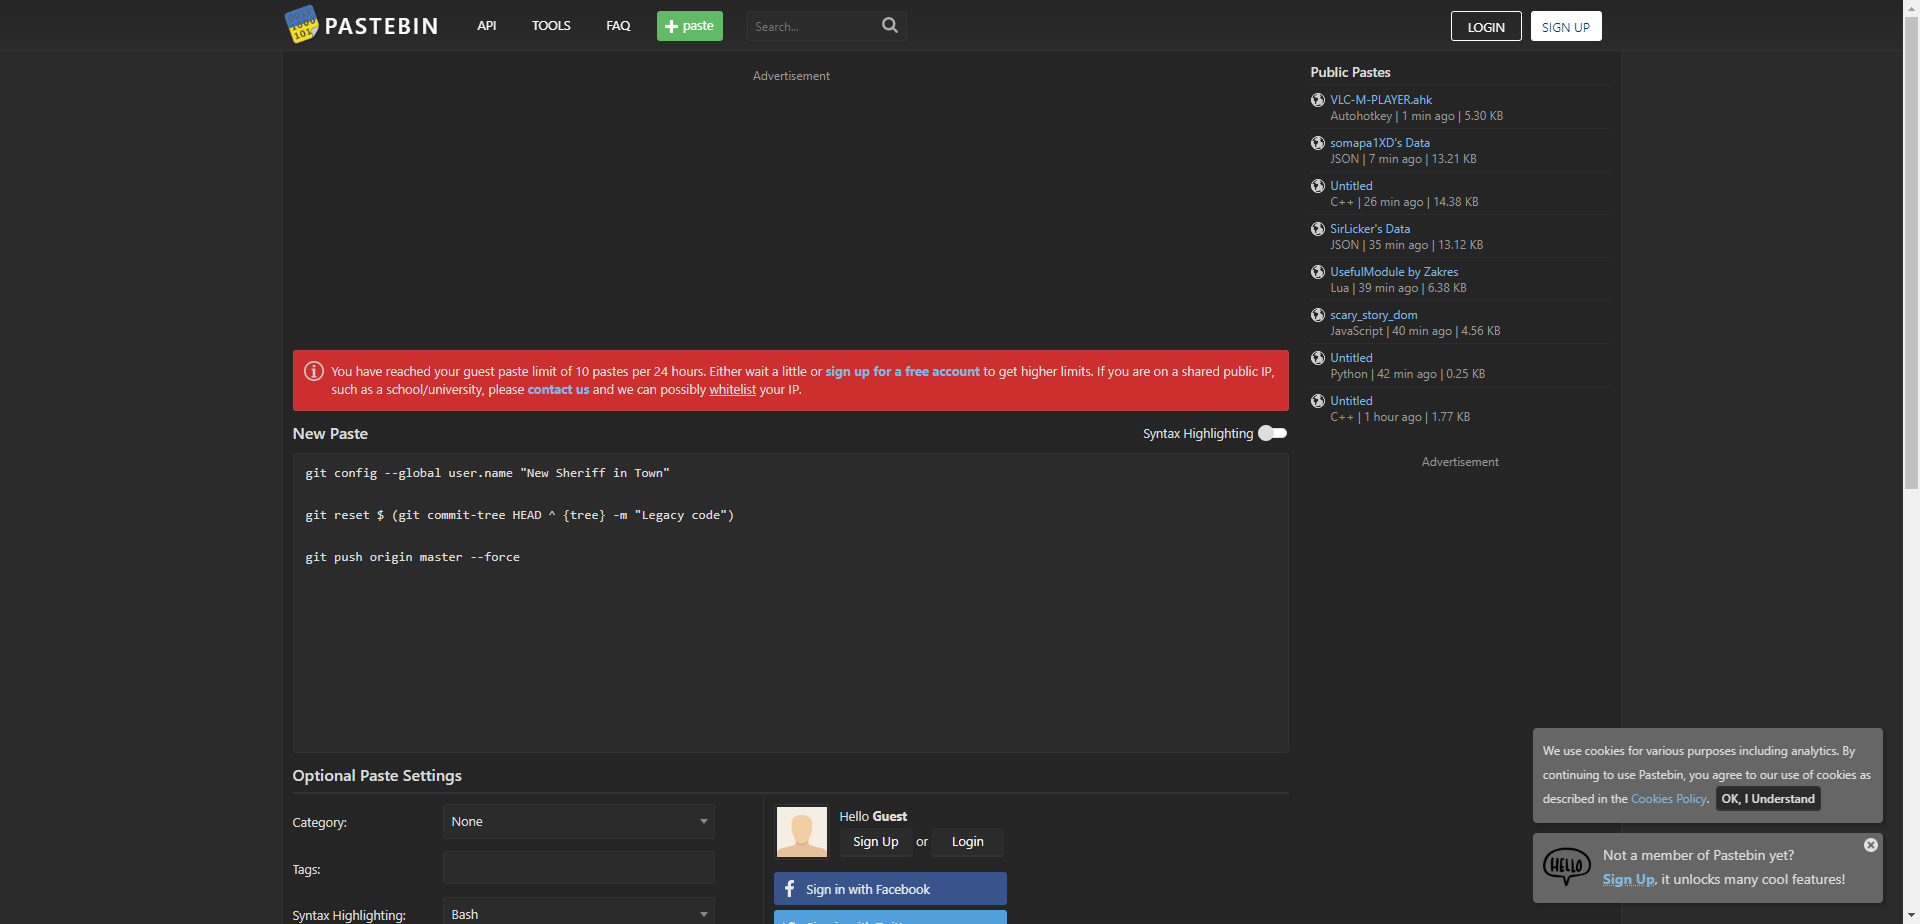 PASTEBIN
API
TOOLS
FAQ
paste
Search...
LOGIN
SIGN UP
Advertisement
You have reached your guest paste limit of 10 pastes per 24 hours. Either wait a little or sign up for a free account to get higher limits. If you are on a shared public IP,
such as a school/university, please contact us and we can possibly whitelist your IP.
New Paste
Syntax Highlighting
git config --global user.name "New Sheriff in Town"
git reset $ (git commit-tree HEAD ^ {tree} -m "Legacy code")
git push origin master --force
Optional Paste Settings
Category:
None
Tags:
Syntax Highlighting:
Bash
Hello Guest
Sign Up or Login
Sign in with Facebook
Public Pastes
VLC-M-PLAYER.ahk
Autohotkey | 1 min ago | 5.30 KB
somapa1XD's Data
JSON | 7 min ago | 13.21 KB
Untitled
C++ | 26 min ago | 14.38 KB
SirLicker's Data
JSON | 35 min ago | 13.12 KB
UsefulModule by Zakres
Lua | 39 min ago | 6.38 KB
scary_story_dom
JavaScript | 40 min ago | 4.56 KB
Untitled
Python | 42 min ago | 0.25 KB
Untitled
C++ | 1 hour ago | 1.77 KB
Advertisement
We use cookies for various purposes including analytics. By
continuing to use Pastebin, you agree to our use of cookies as
described in the Cookies Policy. OK, I Understand
HELLO
Not a member of Pastebin yet?
Sign Up, it unlocks many cool features!